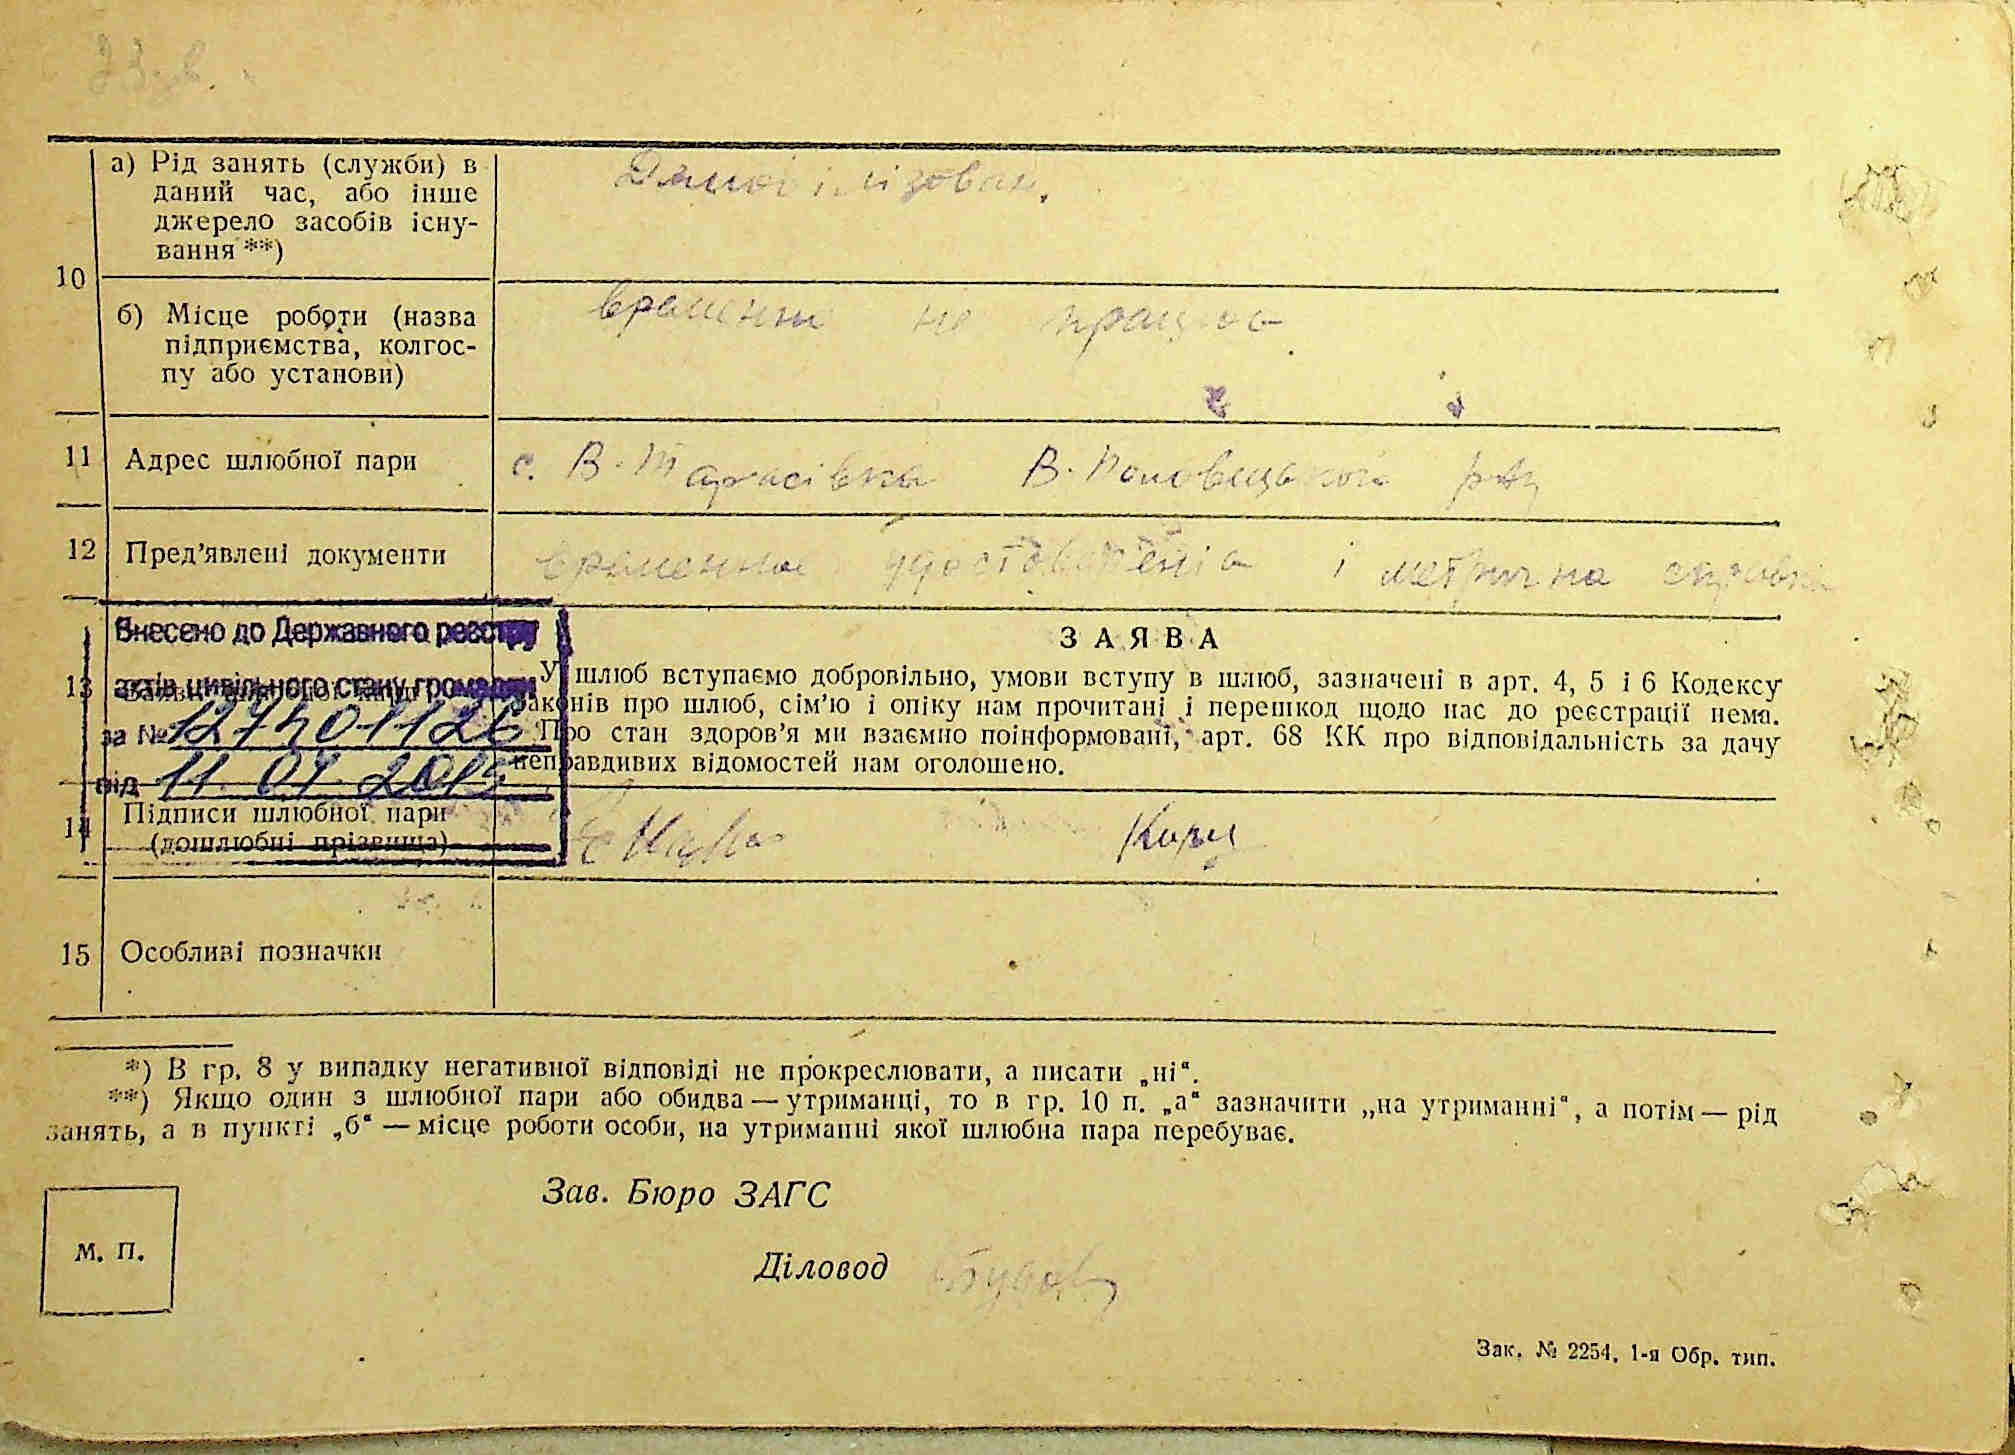 а) Рід занять (служби) в
даний час, або інше
джерело засобів існу-
вання **)
10
б) Місце роботи (назва
підприємства, колгос-
пу або установи)
не
11
Адрес шлюбної пари
с. В. Тарасівка В. Половецької
12
Пред'явлені документи
і метрична справка
Внесено до Державного реєстру
актів цивільного стану громадян
за №
від
13
ЗАЯВА
У шлюб вступаємо добровільно, умови вступу в шлюб, зазначені в арт. 4, 5 і 6 Кодексу
законів про шлюб, сім'ю і опіку нам прочитані і перешкод щодо нас до реєстрації нема.
Про стан здоров'я ми взаємно поінформовані, арт. 68 КК про відповідальність за дачу
неправдивих відомостей нам оголошено.
14
Підписи шлюбної пари
(дошлюбні прізвища)
15
Особливі позначки
*) В гр. 8 у випадку негативної відповіді не прокреслювати, а писати „ні“.
**) Якщо один з шлюбної пари або обидва — утриманці, то в гр. 10 п. „а“ зазначити „на утриманні“, а потім — рід
занять, а в пункті „б“ — місце роботи особи, на утриманні якої шлюбна пара перебуває.
Зав. Бюро ЗАГС
М. П.
Діловод
Зак. № 2254, 1-я Обр. тип.